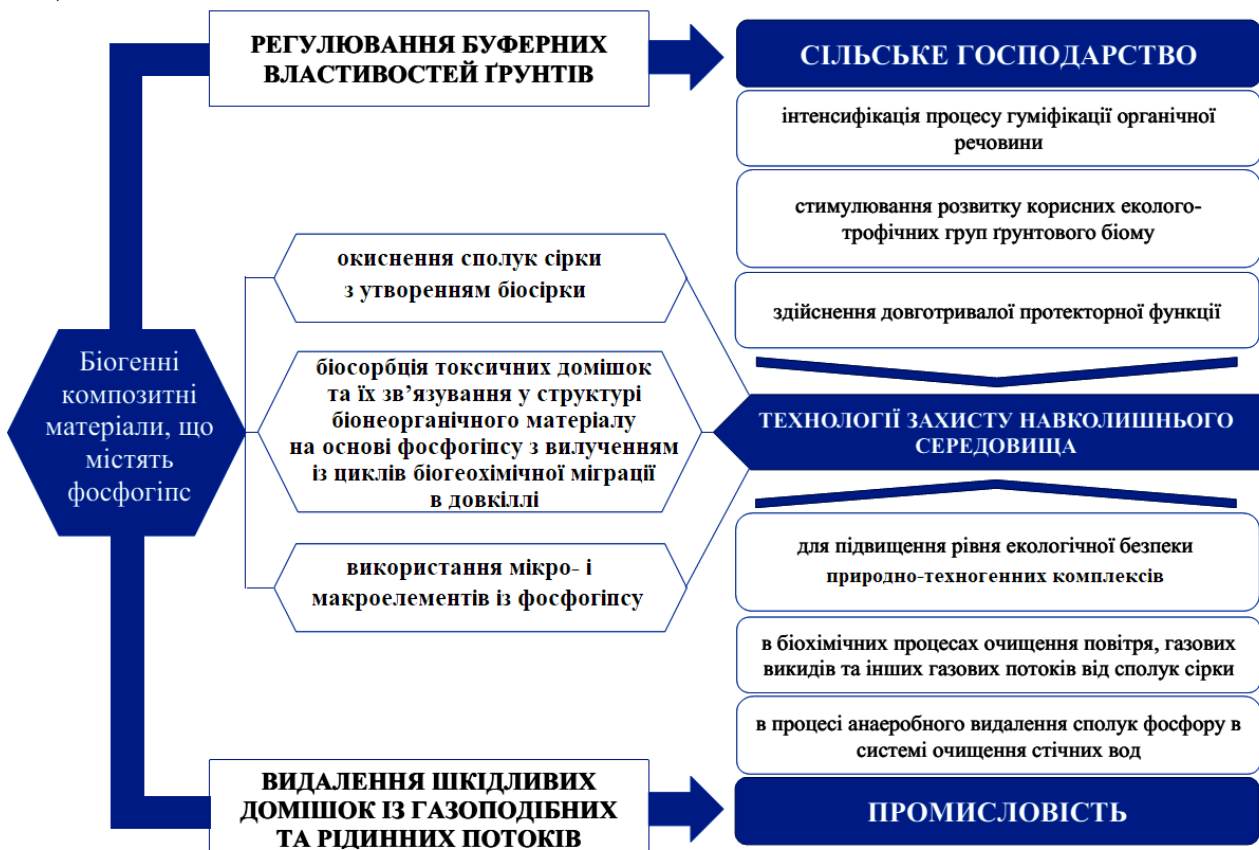 РЕГУЛЮВАННЯ БУФЕРНИХ
ВЛАСТИВОСТЕЙ ҐРУНТІВ
СІЛЬСЬКЕ ГОСПОДАРСТВО
інтенсифікація процесу гуміфікації органічної
речовини
стимулювання розвитку корисних еколого-
трофічних груп ґрунтового біому
здійснення довготривалої протекторної функції
окиснення сполук сірки
з утворенням біосірки
Біогенні
композитні
матеріали, що
містять
фосфогіпс
біосорбція токсичних домішок
та їх зв’язування у структурі
біонеорганічного матеріалу
на основі фосфогіпсу з вилученням
із циклів біогеохімічної міграції
в довкіллі
ТЕХНОЛОГІЇ ЗАХИСТУ НАВКОЛИШНЬОГО
СЕРЕДОВИЩА
використання мікро- і
макроелементів із фосфогіпсу
для підвищення рівня екологічної безпеки
природно-техногенних комплексів
в біохімічних процесах очищення повітря, газових
викидів та інших газових потоків від сполук сірки
в процесі анаеробного видалення сполук фосфору в
системі очищення стічних вод
ВИДАЛЕННЯ ШКІДЛИВИХ
ДОМІШОК ІЗ ГАЗОПОДІБНИХ
ТА РІДИННИХ ПОТОКІВ
ПРОМИСЛОВІСТЬ